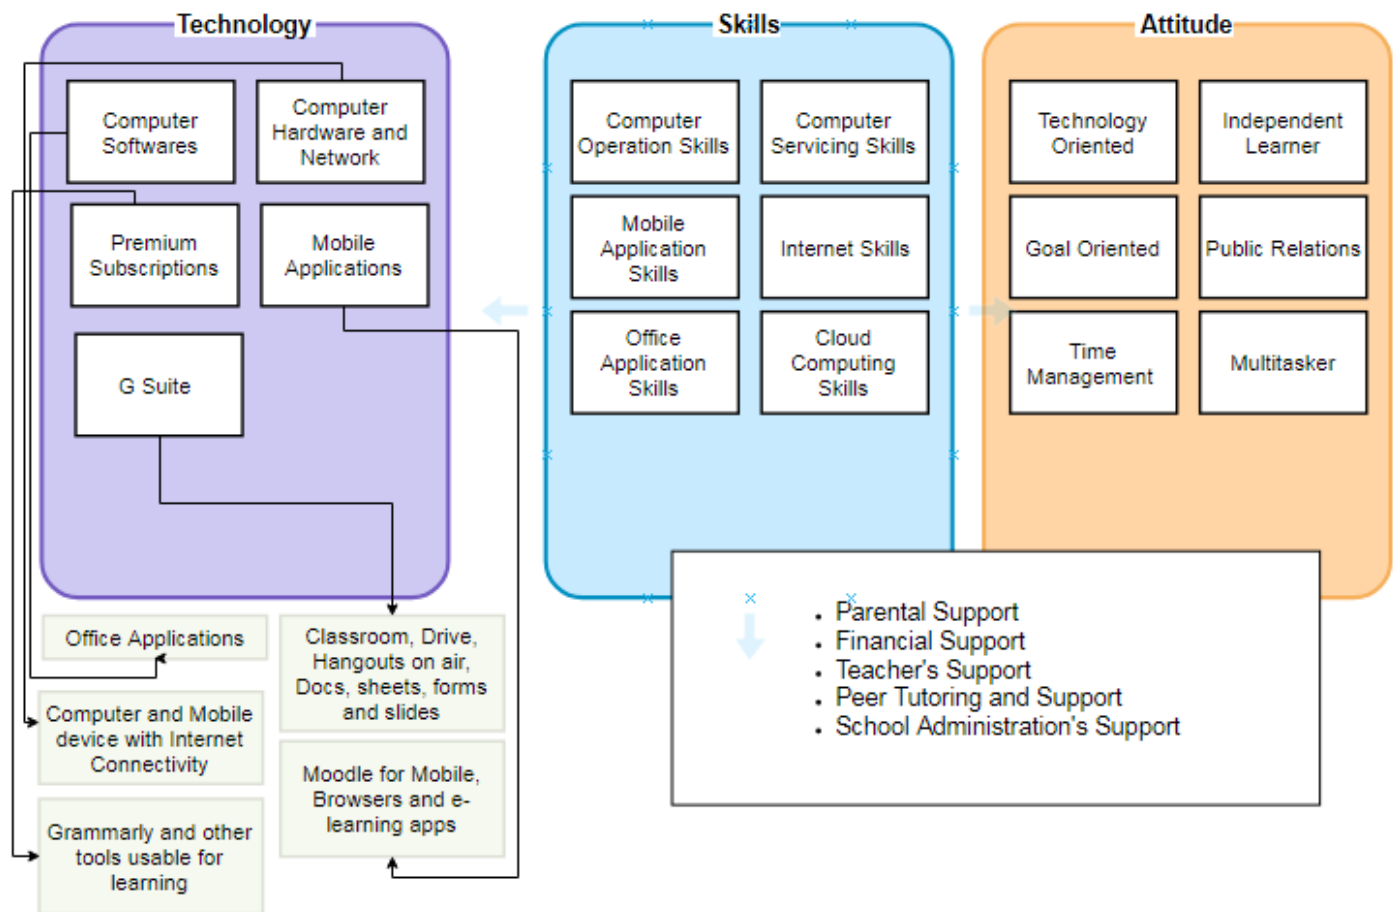 Technology
Computer
Softwares
Computer
Hardware and
Network
Premium
Subscriptions
Mobile
Applications
G Suite
Office Applications
Computer and Mobile
device with Internet
Connectivity
Grammarly and other
tools usable for
learning
Classroom, Drive,
Hangouts on air,
Docs, sheets, forms
and slides
Moodle for Mobile,
Browsers and e-
learning apps
Skills
Computer
Operation Skills
Computer
Servicing Skills
Mobile
Application
Skills
Internet Skills
Office
Application
Skills
Cloud
Computing
Skills
Attitude
Technology
Oriented
Independent
Learner
Goal Oriented
Public Relations
Time
Management
Multitasker
• Parental Support
• Financial Support
• Teacher's Support
• Peer Tutoring and Support
• School Administration's Support